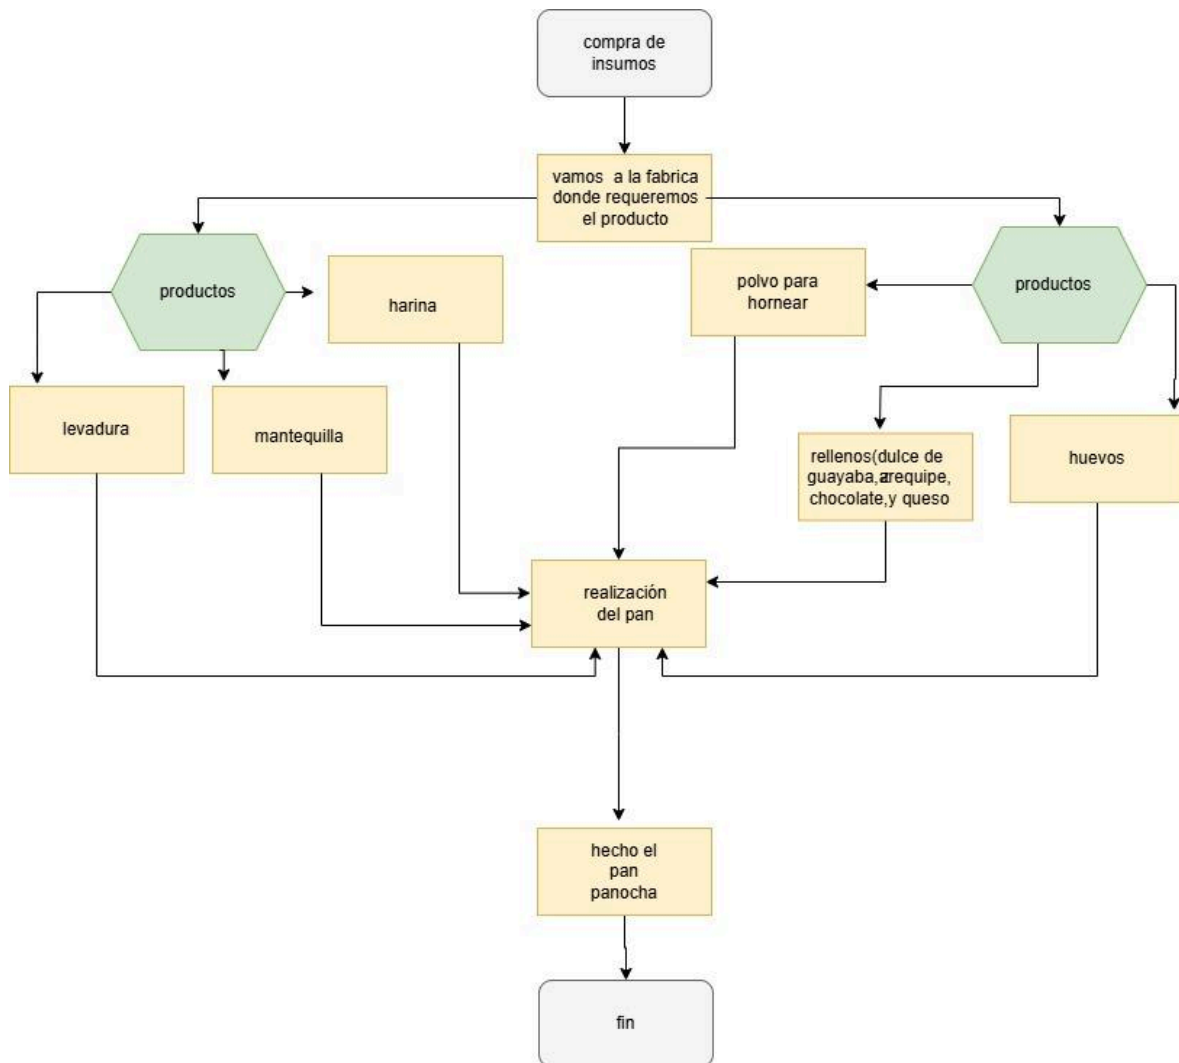 compra de
insumos
vamos a la fabrica
donde requeremos
el producto
productos
harina
polvo para
hornear
productos
levadura
mantequilla
rellenos(dulce de
guayaba,arequipe,
chocolate,y queso
huevos
realización
del pan
hecho el
pan
panocha
fin